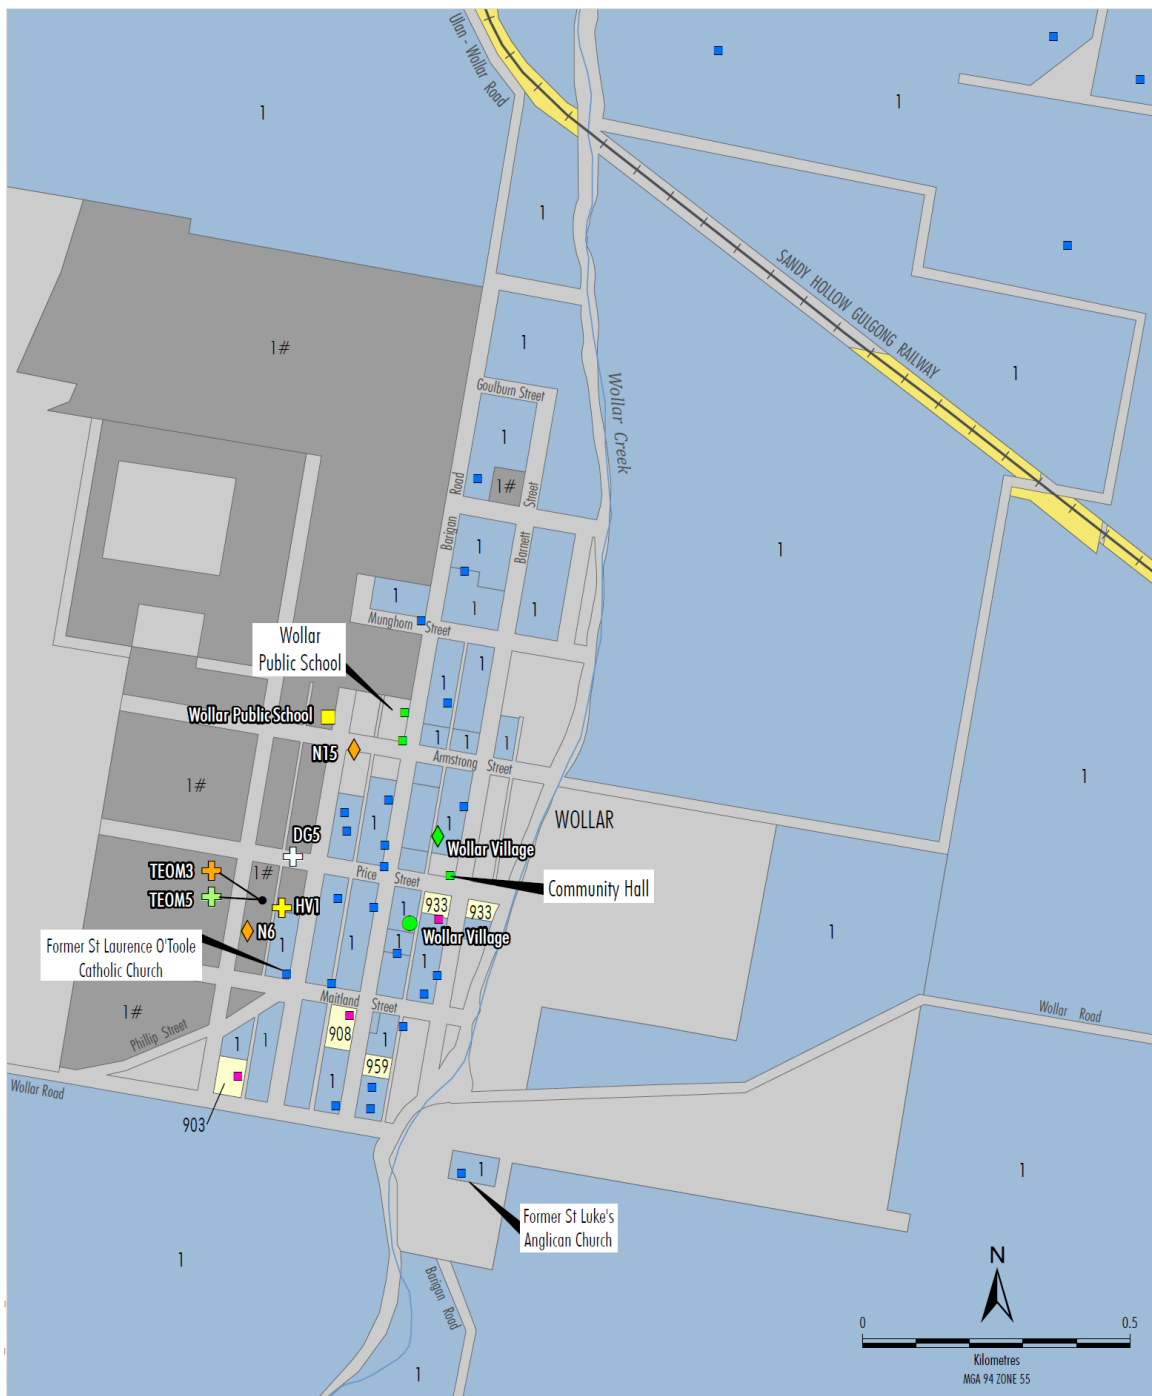 Ulan - Wollar Road
1
1
1
SANDY HOLLOW GULGONG RAILWAY
1#
1
1
Goulburn Street
Wollar Creek
1
1#
Barigan Road
Barnett Street
1
1
1
1
1
Munghorn Street
Wollar
Public School
1
1
Wollar Public School
N15
1
1
1
Armstrong Street
1
1#
1
1
WOLLAR
DG5
Wollar Village
TEOM3
1#
Price Street
Community Hall
TEOM5
HV1
1
933
933
N6
1
1
1
Wollar Village
1
1
Former St Laurence O'Toole
Catholic Church
Maitland Street
1#
Phillip Street
908
1
1
1
959
Wollar Road
Wollar Road
1
903
1
1
Former St Luke's
Anglican Church
1
Barigan Road
1
N
0
0.5
Kilometres
MGA 94 ZONE 55